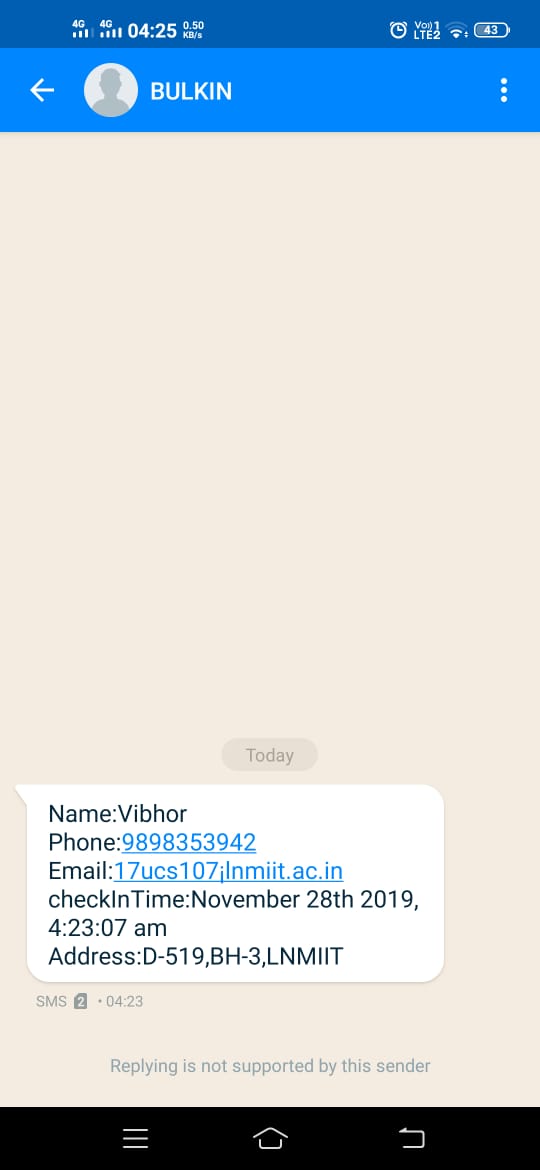 4G 4G 04:25 0.50 KB/s Vo)) 1 LTE2 43
BULKIN
Today
Name:Vibhor
Phone:9898353942
Email:17ucs107¡lnmiit.ac.in
checkInTime:November 28th 2019,
4:23:07 am
Address:D-519,BH-3,LNMIIT
SMS 2 • 04:23
Replying is not supported by this sender